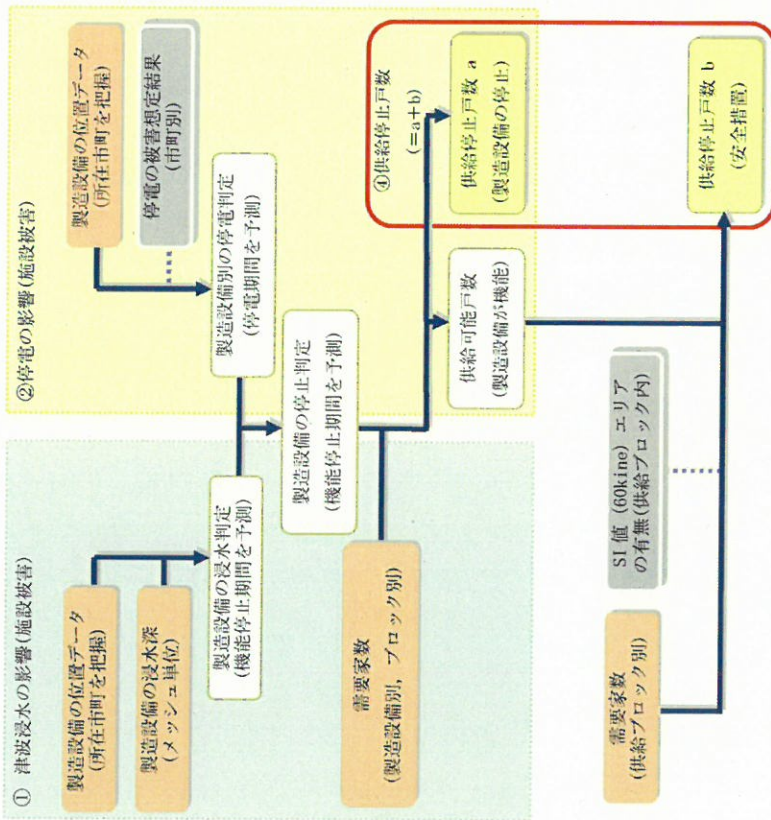 ① 津波浸水の影響(施設被害)
製造設備の位置データ
(所在市町を把握)
製造設備の浸水深
(メッシュ単位)
製造設備の浸水判定
(機能停止期間を予測)
②停電の影響(施設被害)
製造設備の位置データ
(所在市町を把握)
停電の被害想定結果
(市町別)
製造設備別の停電判定
(停電期間を予測)
製造設備の停止判定
(機能停止期間を予測)
需要家数
(製造設備別，ブロック別)
供給可能戸数
(製造設備が機能)
④供給停止戸数
(＝a＋b)
供給停止戸数 a
(製造設備の停止)
SI 値 (60kine) エリア
の有無(供給ブロック内)
需要家数
(供給ブロック別)
供給停止戸数 b
(安全措置)